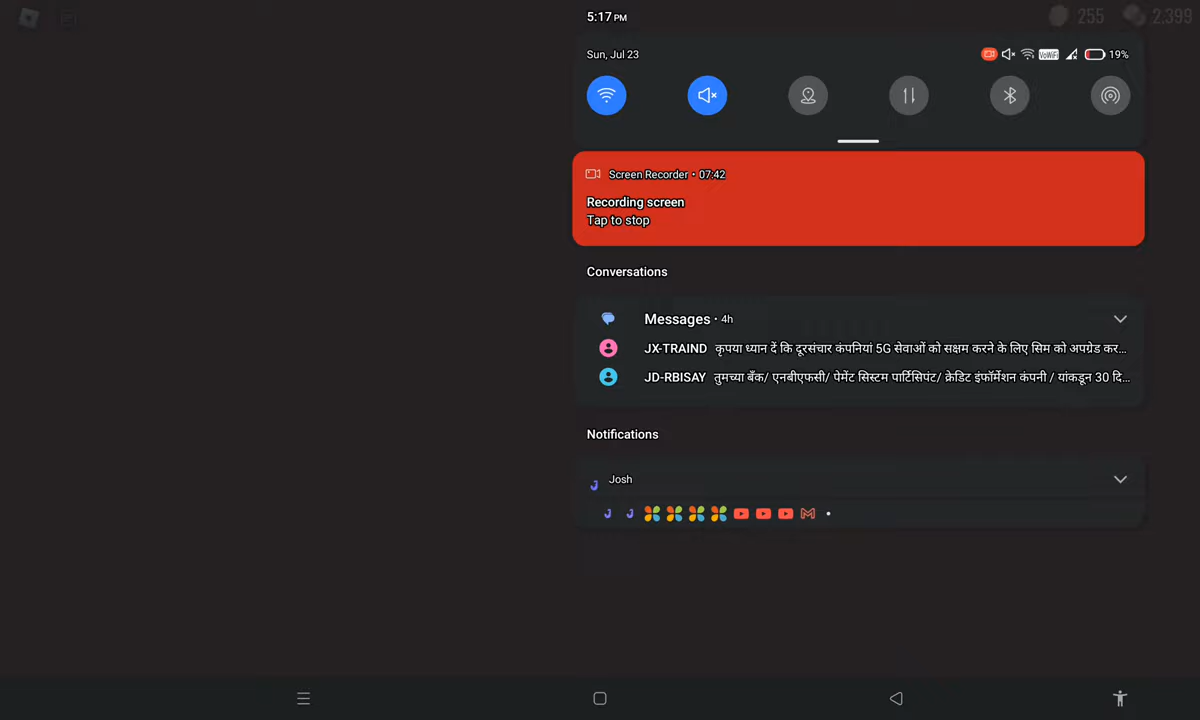 5:17 PM
255
2,399
Sun, Jul 23
VoWiFi
19%
Screen Recorder • 07:42
Recording screen
Tap to stop
Conversations
Messages • 4h
JX-TRAIND कृपया ध्यान दें कि दूरसंचार कंपनियां 5G सेवाओं को सक्षम करने के लिए सिम को अपग्रेड कर...
JD-RBISAY तुमच्या बँक/ एनबीएफसी/ पेमेंट सिस्टम पार्टिसिपंट/ क्रेडिट इंफॉर्मेशन कंपनी / यांकडून 30 दि...
Notifications
Josh